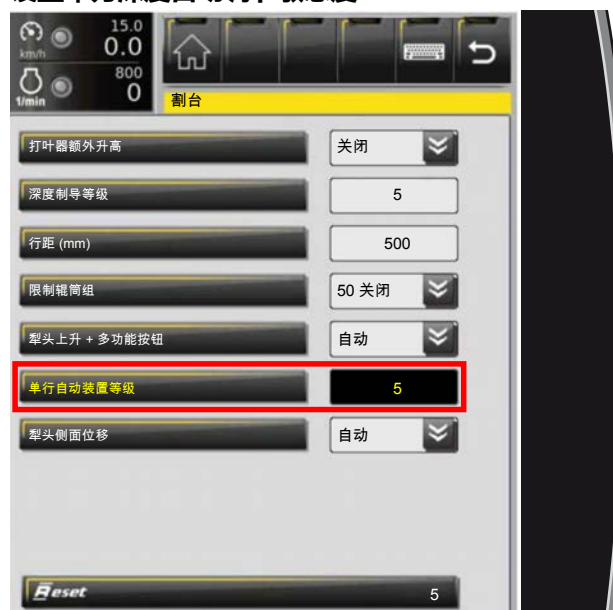 15.0
km/h 0.0
800
1/min 0
割台
打叶器额外升高 关闭
深度制导等级 5
行距 (mm) 500
限制辊筒组 50 关闭
犁头上升 + 多功能按钮 自动
单行自动装置等级 5
犁头侧面位移 自动
Reset 5